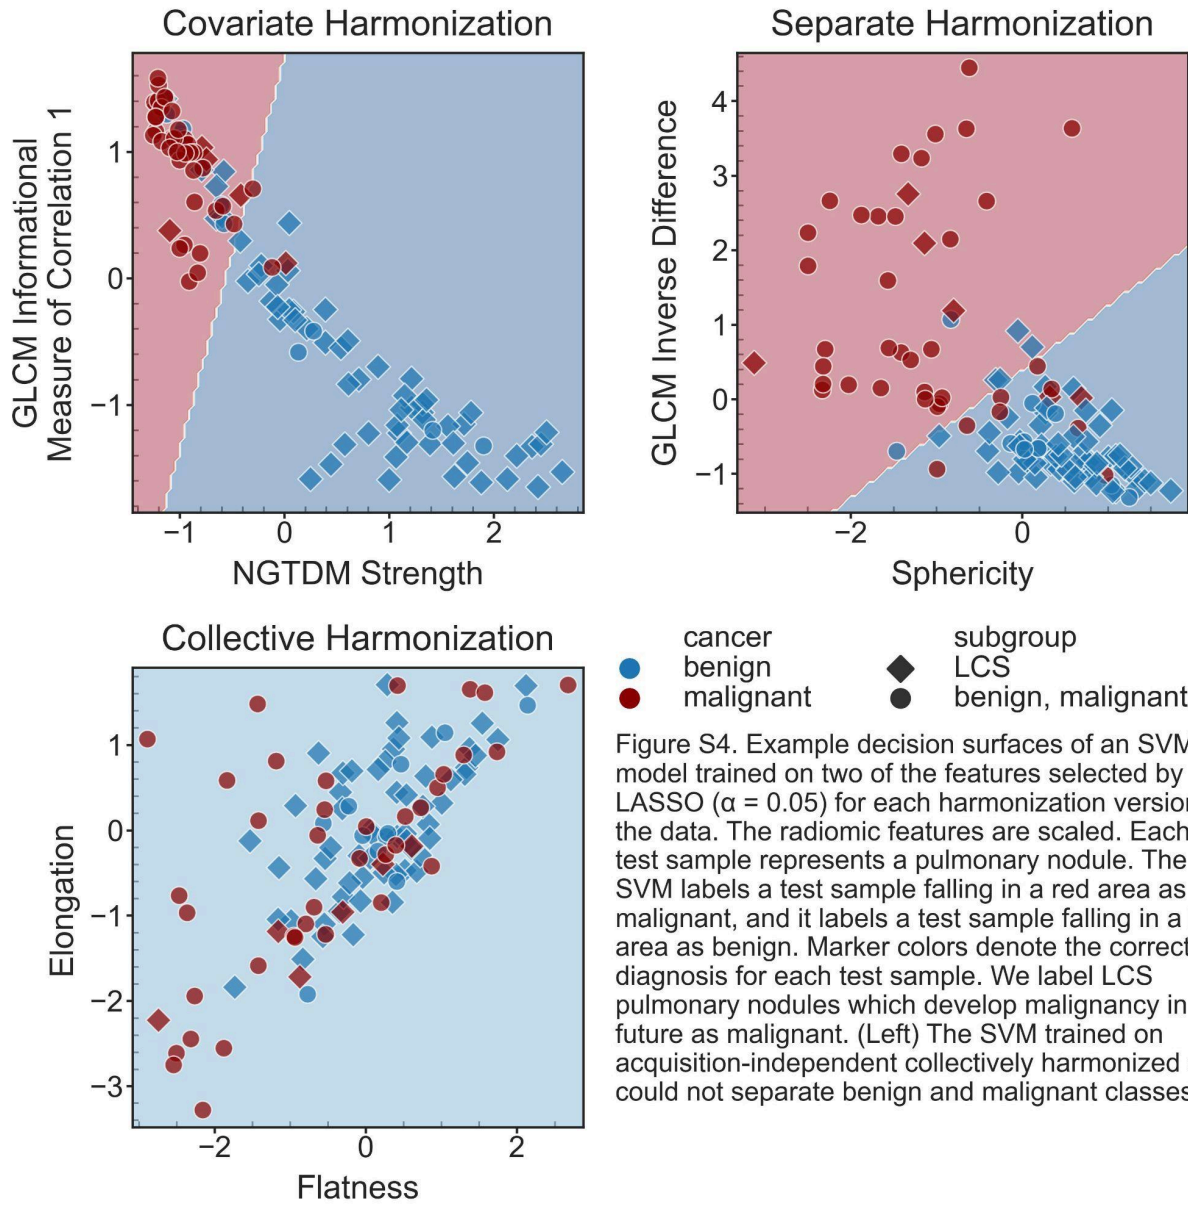 Covariate Harmonization
GLCM Informational
Measure of Correlation 1
1
0
−1
−1
0
1
2
NGTDM Strength
Separate Harmonization
GLCM Inverse Difference
4
3
2
1
0
−1
−2
0
Sphericity
Collective Harmonization
Elongation
1
0
−1
−2
−3
−2
0
2
Flatness
cancer
benign
malignant
subgroup
LCS
benign, malignant
Figure S4. Example decision surfaces of an SVM
model trained on two of the features selected by
LASSO (α = 0.05) for each harmonization version
the data. The radiomic features are scaled. Each
test sample represents a pulmonary nodule. The
SVM labels a test sample falling in a red area as
malignant, and it labels a test sample falling in a
area as benign. Marker colors denote the correct
diagnosis for each test sample. We label LCS
pulmonary nodules which develop malignancy in
future as malignant. (Left) The SVM trained on
acquisition-independent collectively harmonized
could not separate benign and malignant classes